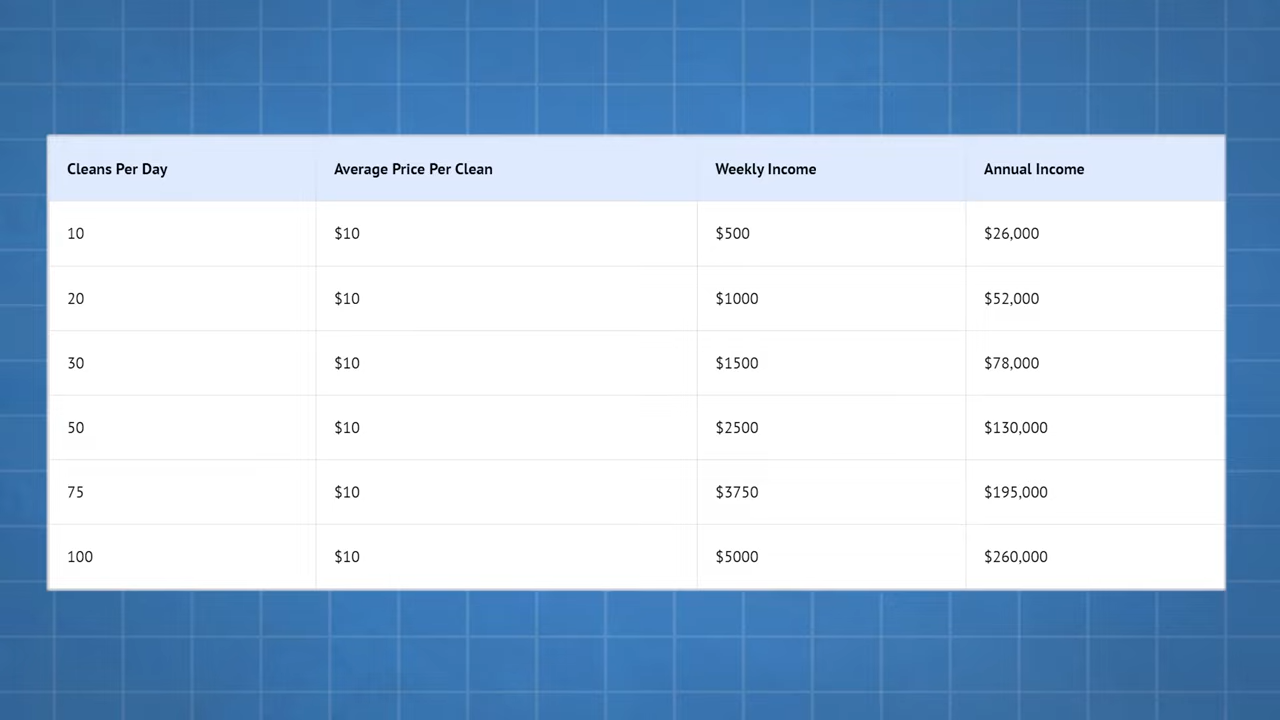 Cleans Per Day Average Price Per Clean Weekly Income Annual Income
10 $10 $500 $26,000
20 $10 $1000 $52,000
30 $10 $1500 $78,000
50 $10 $2500 $130,000
75 $10 $3750 $195,000
100 $10 $5000 $260,000